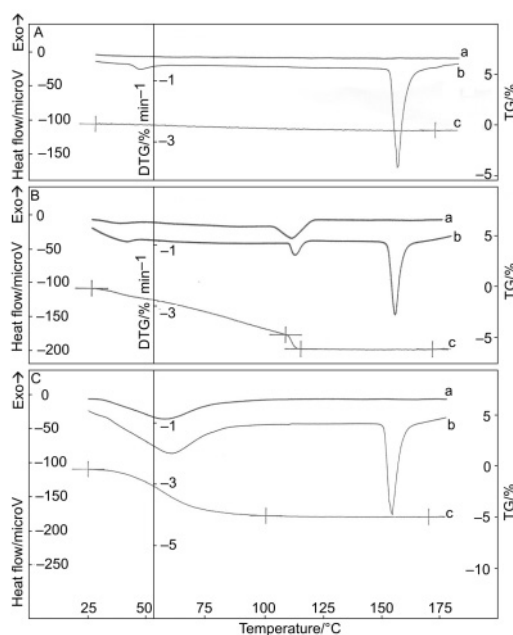 A
Exo→
Heat flow/microV
0
−50
−100
−150
DTG/% min−1
−1
−3
a
b
c
5
0
−5
TG/%
B
Exo→
Heat flow/microV
0
−50
−100
−150
−200
DTG/% min−1
−1
−3
a
b
c
5
0
−5
−10
TG/%
C
Exo→
Heat flow/microV
0
−50
−100
−150
−200
−250
−1
−3
−5
a
b
c
5
0
−5
−10
TG/%
25 50 75 100 125 150 175
Temperature/°C